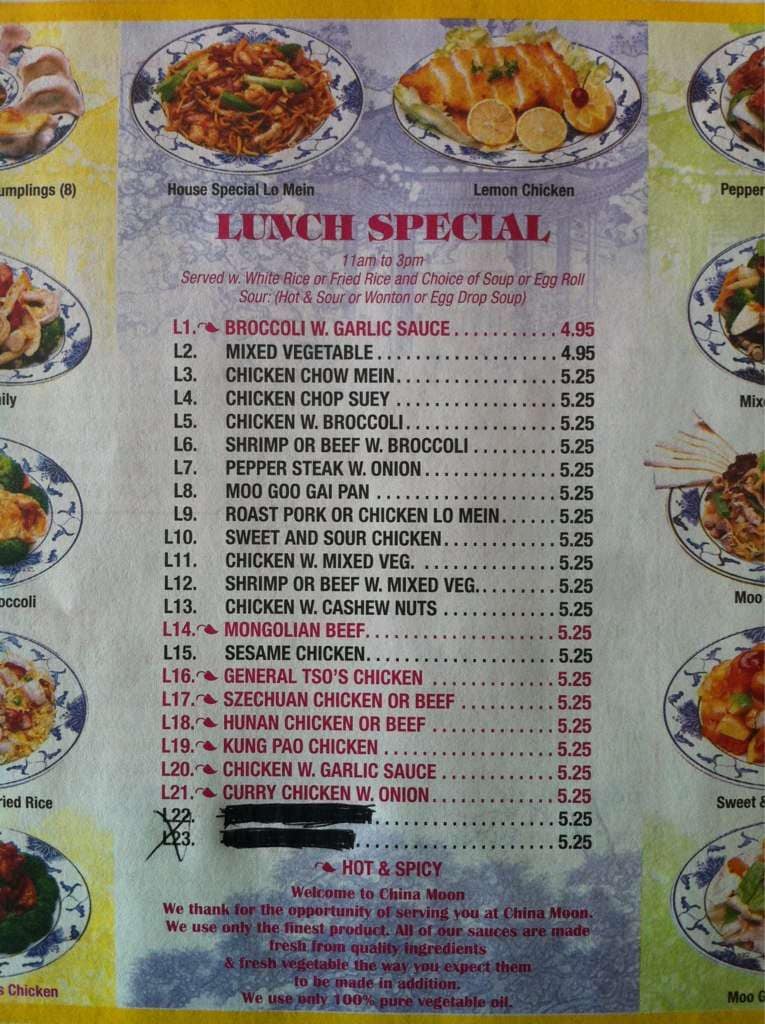 umplings (8)
House Special Lo Mein
Lemon Chicken
Pepper
LUNCH SPECIAL
11am to 3pm
Served w. White Rice or Fried Rice and Choice of Soup or Egg Roll
Sour: (Hot & Sour or Wonton or Egg Drop Soup)
L1. BROCCOLI W. GARLIC SAUCE........... 4.95
L2. MIXED VEGETABLE.................... 4.95
L3. CHICKEN CHOW MEIN.................. 5.25
L4. CHICKEN CHOP SUEY .................. 5.25
L5. CHICKEN W. BROCCOLI................. 5.25
L6. SHRIMP OR BEEF W. BROCCOLI.......... 5.25
L7. PEPPER STEAK W. ONION............... 5.25
L8. MOO GOO GAI PAN .................... 5.25
L9. ROAST PORK OR CHICKEN LO MEIN...... 5.25
L10. SWEET AND SOUR CHICKEN............ 5.25
L11. CHICKEN W. MIXED VEG. .............. 5.25
L12. SHRIMP OR BEEF W. MIXED VEG......... 5.25
L13. CHICKEN W. CASHEW NUTS ............ 5.25
L14. MONGOLIAN BEEF..................... 5.25
L15. SESAME CHICKEN..................... 5.25
L16. GENERAL TSO'S CHICKEN ............. 5.25
L17. SZECHUAN CHICKEN OR BEEF .......... 5.25
L18. HUNAN CHICKEN OR BEEF ............. 5.25
L19. KUNG PAO CHICKEN .................. 5.25
L20. CHICKEN W. GARLIC SAUCE............ 5.25
L21. CURRY CHICKEN W. ONION............. 5.25
L22. .................... 5.25
L23. ...................... 5.25
HOT & SPICY
Welcome to China Moon
We thank for the opportunity of serving you at China Moon.
We use only the finest product. All of our sauces are made
fresh from quality ingredients
& fresh vegetable the way you expect them
to be made in addition.
We use only 100% pure vegetable oil.
ily
Mixe
occoli
Moo
ried Rice
Sweet &
s Chicken
Moo G